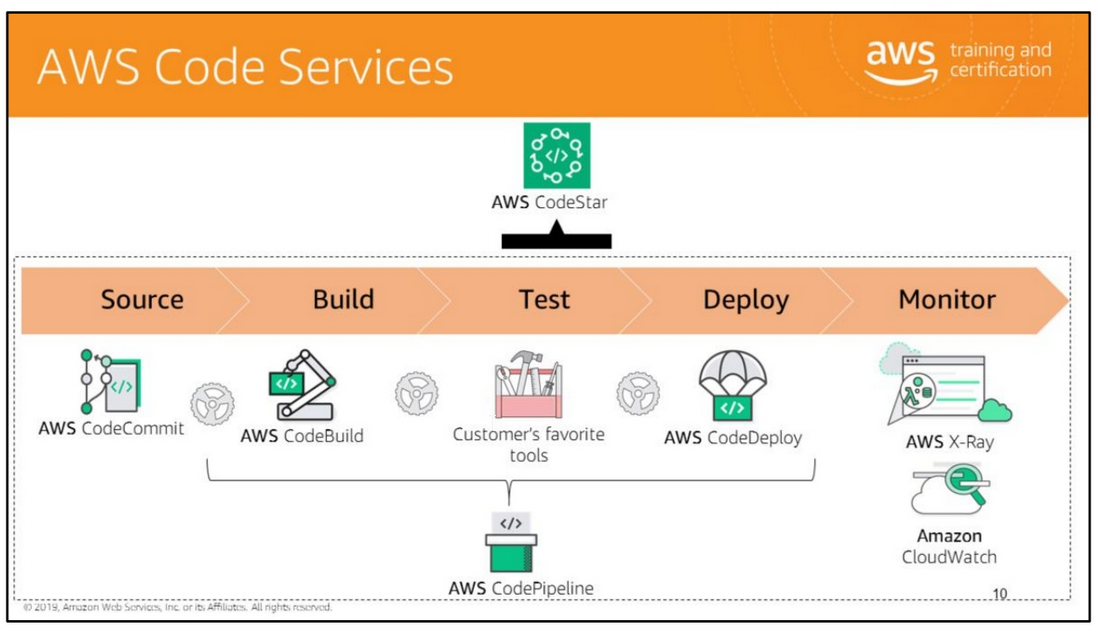 AWS Code Services
aws training and
certification
</>
AWS CodeStar
Source Build Test Deploy Monitor
</>
</>
</>
AWS CodeCommit
AWS CodeBuild
Customer's favorite
tools
AWS CodeDeploy
AWS X-Ray
</>
Amazon
CloudWatch
AWS CodePipeline
10
© 2019, Amazon Web Services, Inc. or its Affiliates. All rights reserved.